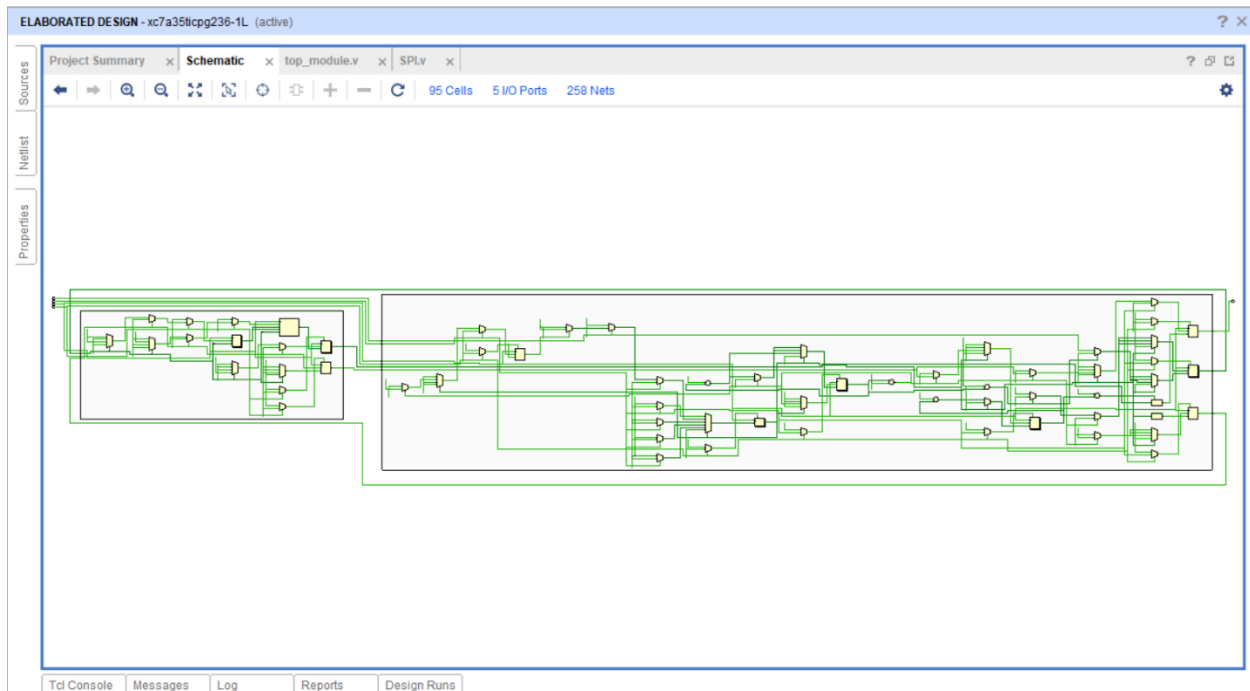 ELABORATED DESIGN - xc7a35ticpg236-1L (active)
Sources
Netlist
Properties
Project Summary
Schematic
top_module.v
SPI.v
95 Cells 5 I/O Ports 258 Nets
Tcl Console Messages Log Reports Design Runs